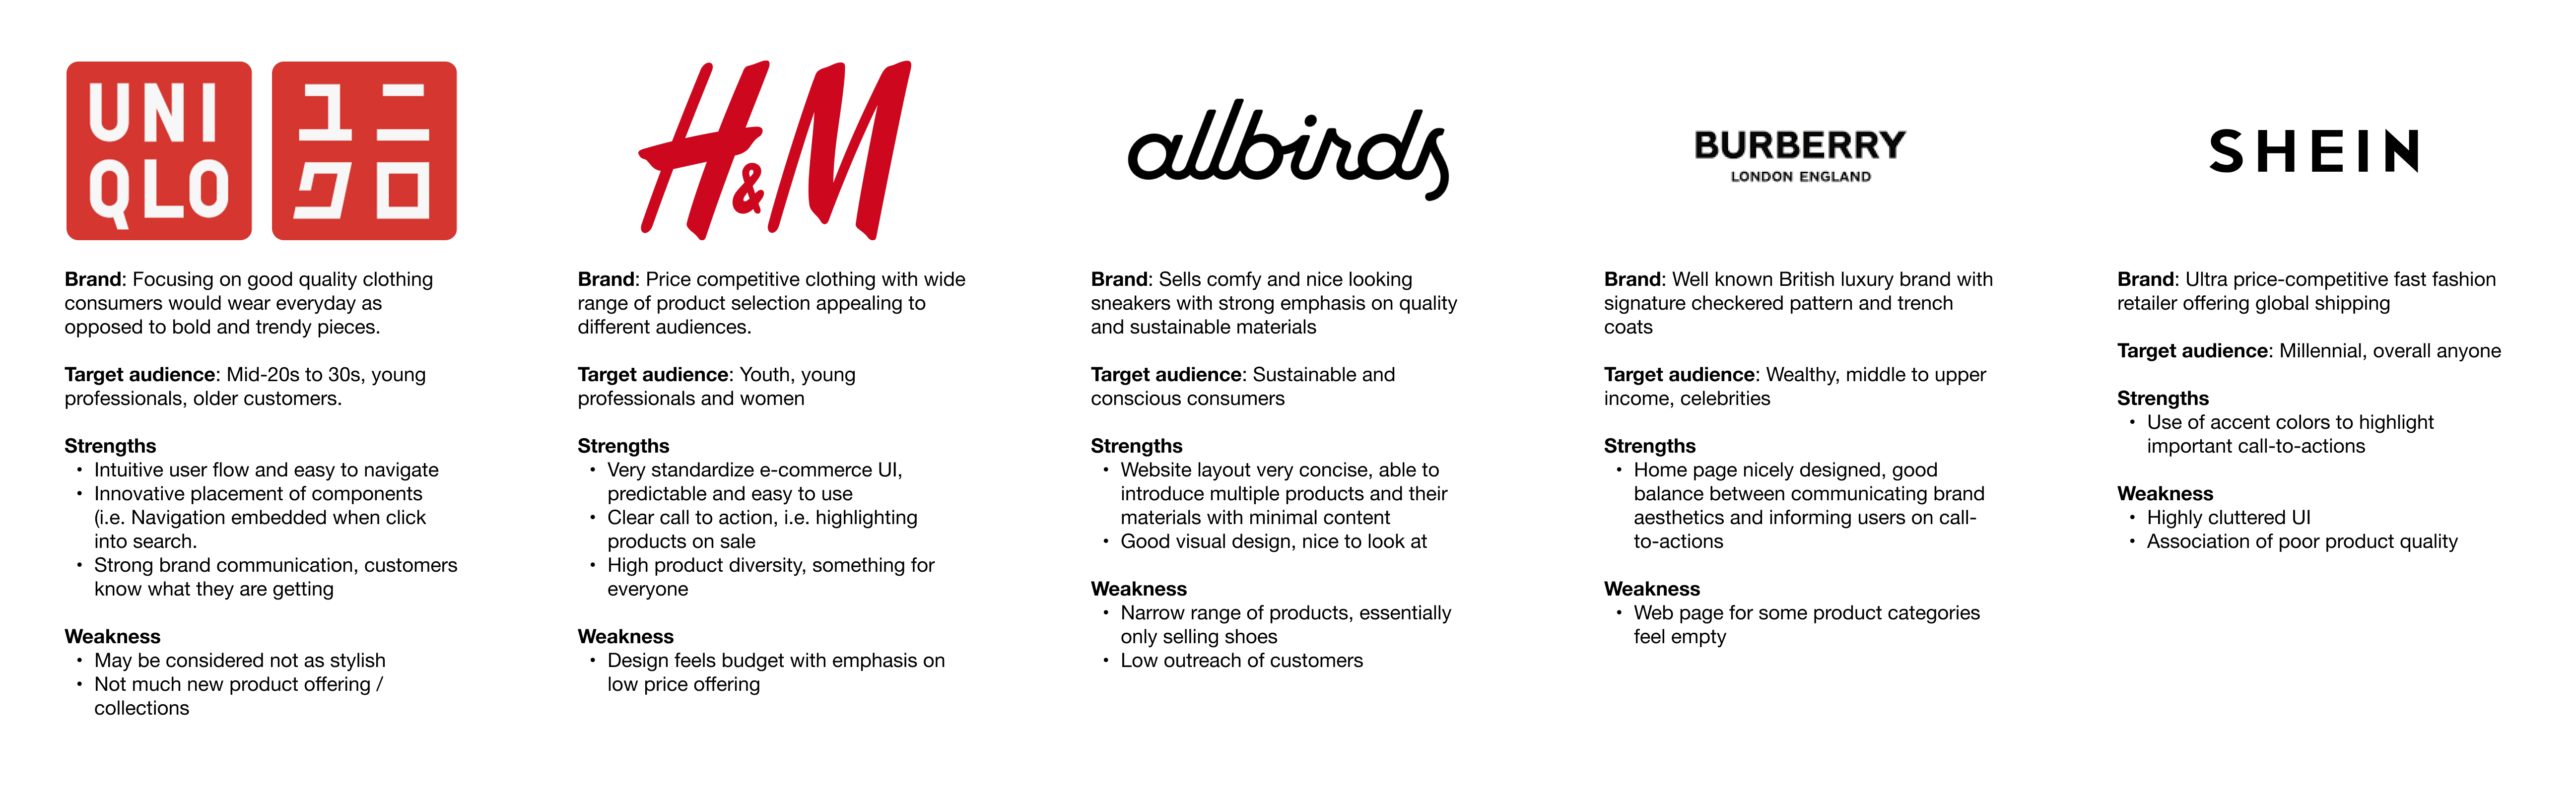 UNI
QLO
ユニ
クロ
Brand: Focusing on good quality clothing
consumers would wear everyday as
opposed to bold and trendy pieces.
Target audience: Mid-20s to 30s, young
professionals, older customers.
Strengths
• Intuitive user flow and easy to navigate
• Innovative placement of components
(i.e. Navigation embedded when click
into search.
• Strong brand communication, customers
know what they are getting
Weakness
• May be considered not as stylish
• Not much new product offering /
collections
H&M
Brand: Price competitive clothing with wide
range of product selection appealing to
different audiences.
Target audience: Youth, young
professionals and women
Strengths
• Very standardize e-commerce UI,
predictable and easy to use
• Clear call to action, i.e. highlighting
products on sale
• High product diversity, something for
everyone
Weakness
• Design feels budget with emphasis on
low price offering
allbirds
Brand: Sells comfy and nice looking
sneakers with strong emphasis on quality
and sustainable materials
Target audience: Sustainable and
conscious consumers
Strengths
• Website layout very concise, able to
introduce multiple products and their
materials with minimal content
• Good visual design, nice to look at
Weakness
• Narrow range of products, essentially
only selling shoes
• Low outreach of customers
BURBERRY
LONDON ENGLAND
Brand: Well known British luxury brand with
signature checkered pattern and trench
coats
Target audience: Wealthy, middle to upper
income, celebrities
Strengths
• Home page nicely designed, good
balance between communicating brand
aesthetics and informing users on call-
to-actions
Weakness
• Web page for some product categories
feel empty
SHEIN
Brand: Ultra price-competitive fast fashion
retailer offering global shipping
Target audience: Millennial, overall anyone
Strengths
• Use of accent colors to highlight
important call-to-actions
Weakness
• Highly cluttered UI
• Association of poor product quality